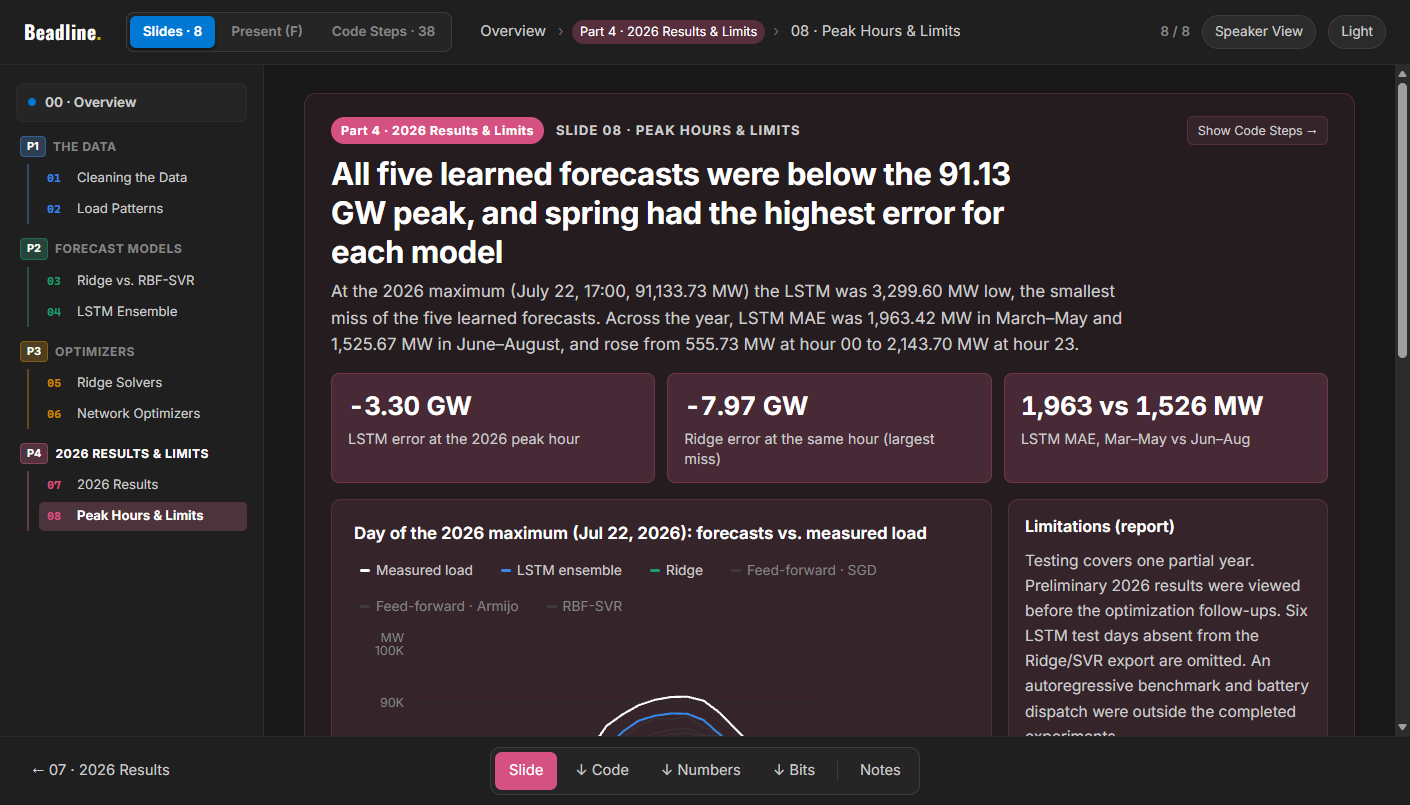 Beadline.
Slides · 8
Present (F)
Code Steps · 38
Overview › Part 4 · 2026 Results & Limits › 08 · Peak Hours & Limits
8 / 8
Speaker View
Light
00 · Overview
P1 THE DATA
01 Cleaning the Data
02 Load Patterns
P2 FORECAST MODELS
03 Ridge vs. RBF-SVR
04 LSTM Ensemble
P3 OPTIMIZERS
05 Ridge Solvers
06 Network Optimizers
P4 2026 RESULTS & LIMITS
07 2026 Results
08 Peak Hours & Limits
Part 4 · 2026 Results & Limits SLIDE 08 · PEAK HOURS & LIMITS
Show Code Steps →
All five learned forecasts were below the 91.13
GW peak, and spring had the highest error for
each model
At the 2026 maximum (July 22, 17:00, 91,133.73 MW) the LSTM was 3,299.60 MW low, the smallest
miss of the five learned forecasts. Across the year, LSTM MAE was 1,963.42 MW in March–May and
1,525.67 MW in June–August, and rose from 555.73 MW at hour 00 to 2,143.70 MW at hour 23.
-3.30 GW
LSTM error at the 2026 peak hour
-7.97 GW
Ridge error at the same hour (largest
miss)
1,963 vs 1,526 MW
LSTM MAE, Mar–May vs Jun–Aug
Day of the 2026 maximum (Jul 22, 2026): forecasts vs. measured load
Measured load LSTM ensemble Ridge Feed-forward · SGD
Feed-forward · Armijo RBF-SVR
MW
100K
90K
Limitations (report)
Testing covers one partial year.
Preliminary 2026 results were viewed
before the optimization follow-ups. Six
LSTM test days absent from the
Ridge/SVR export are omitted. An
autoregressive benchmark and battery
dispatch were outside the completed
experiments.
← 07 · 2026 Results
Slide
↓ Code
↓ Numbers
↓ Bits
Notes